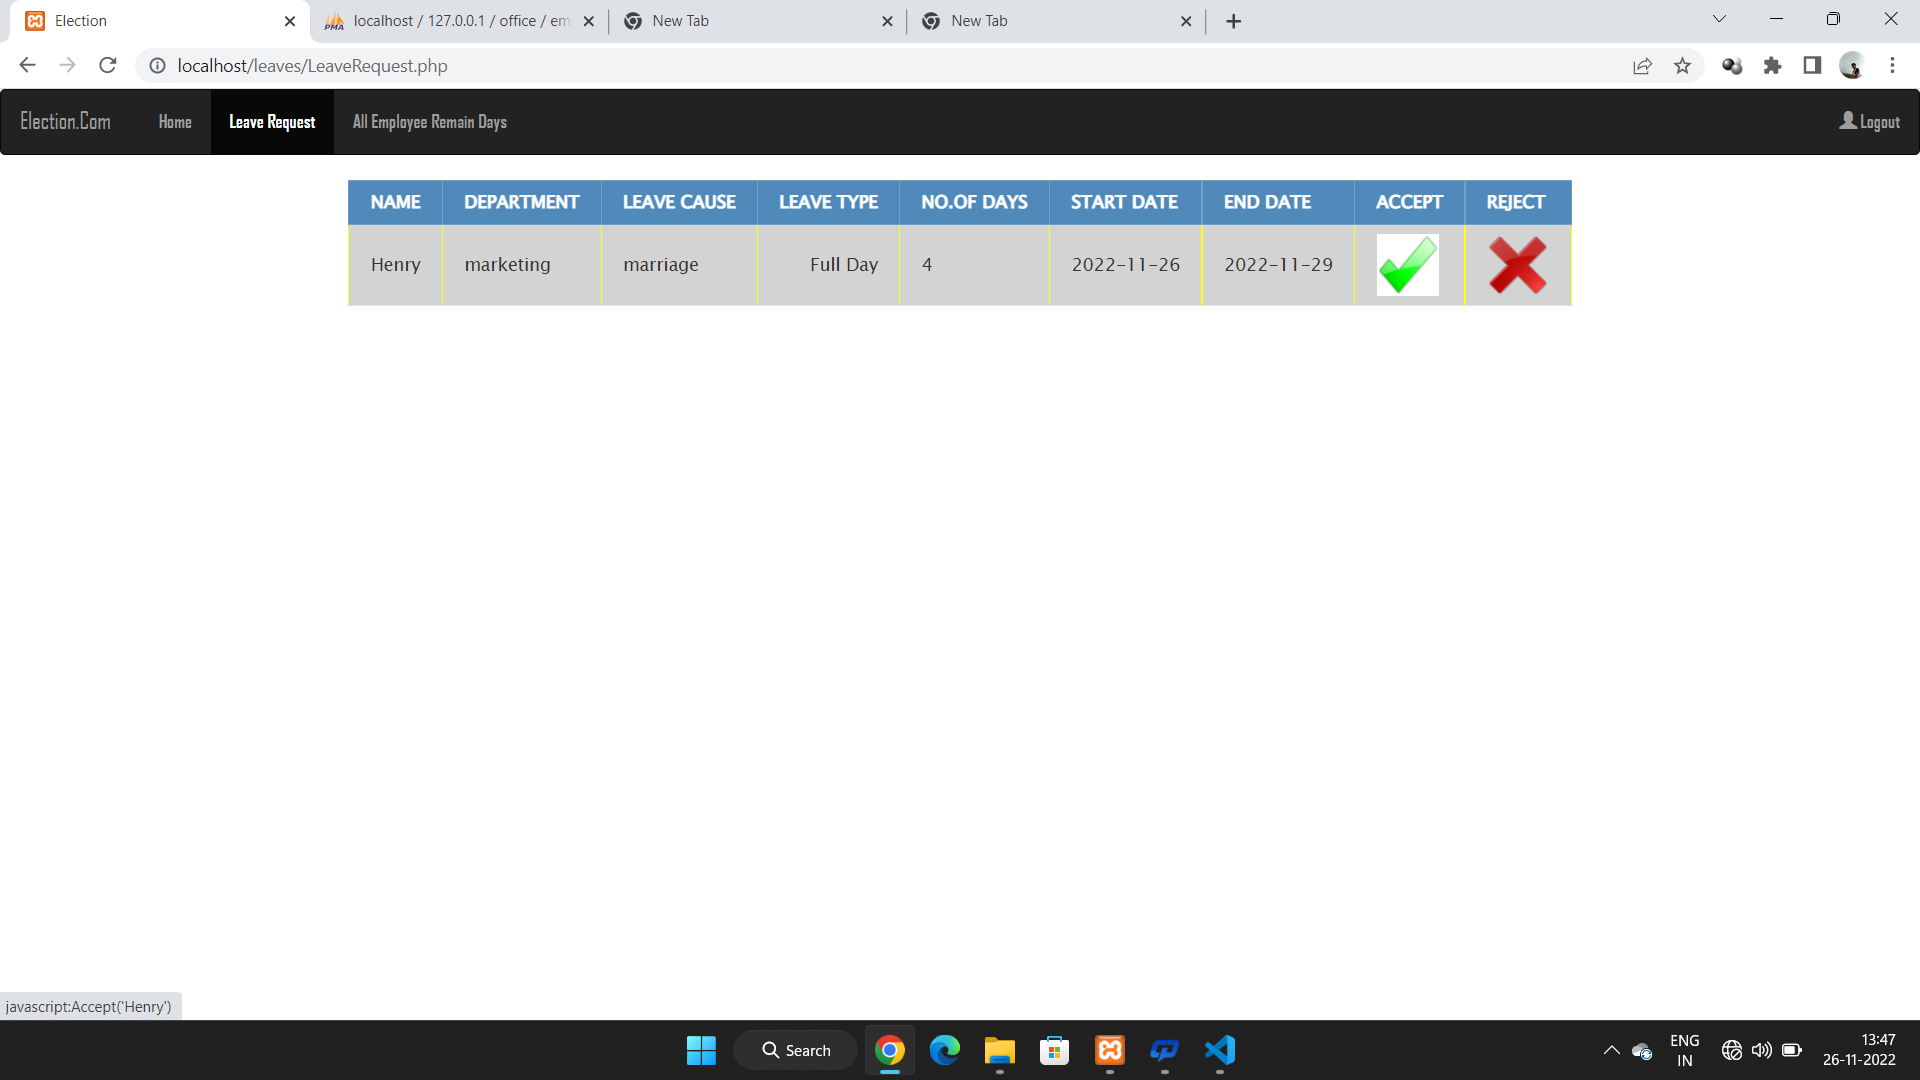 Election
localhost / 127.0.0.1 / office / em
New Tab
New Tab
localhost/leaves/LeaveRequest.php
Election.Com
Home
Leave Request
All Employee Remain Days
Logout
NAME DEPARTMENT LEAVE CAUSE LEAVE TYPE NO.OF DAYS START DATE END DATE ACCEPT REJECT
Henry marketing marriage Full Day 4 2022-11-26 2022-11-29
javascript:Accept('Henry')
Search
ENG
IN
13:47
26-11-2022